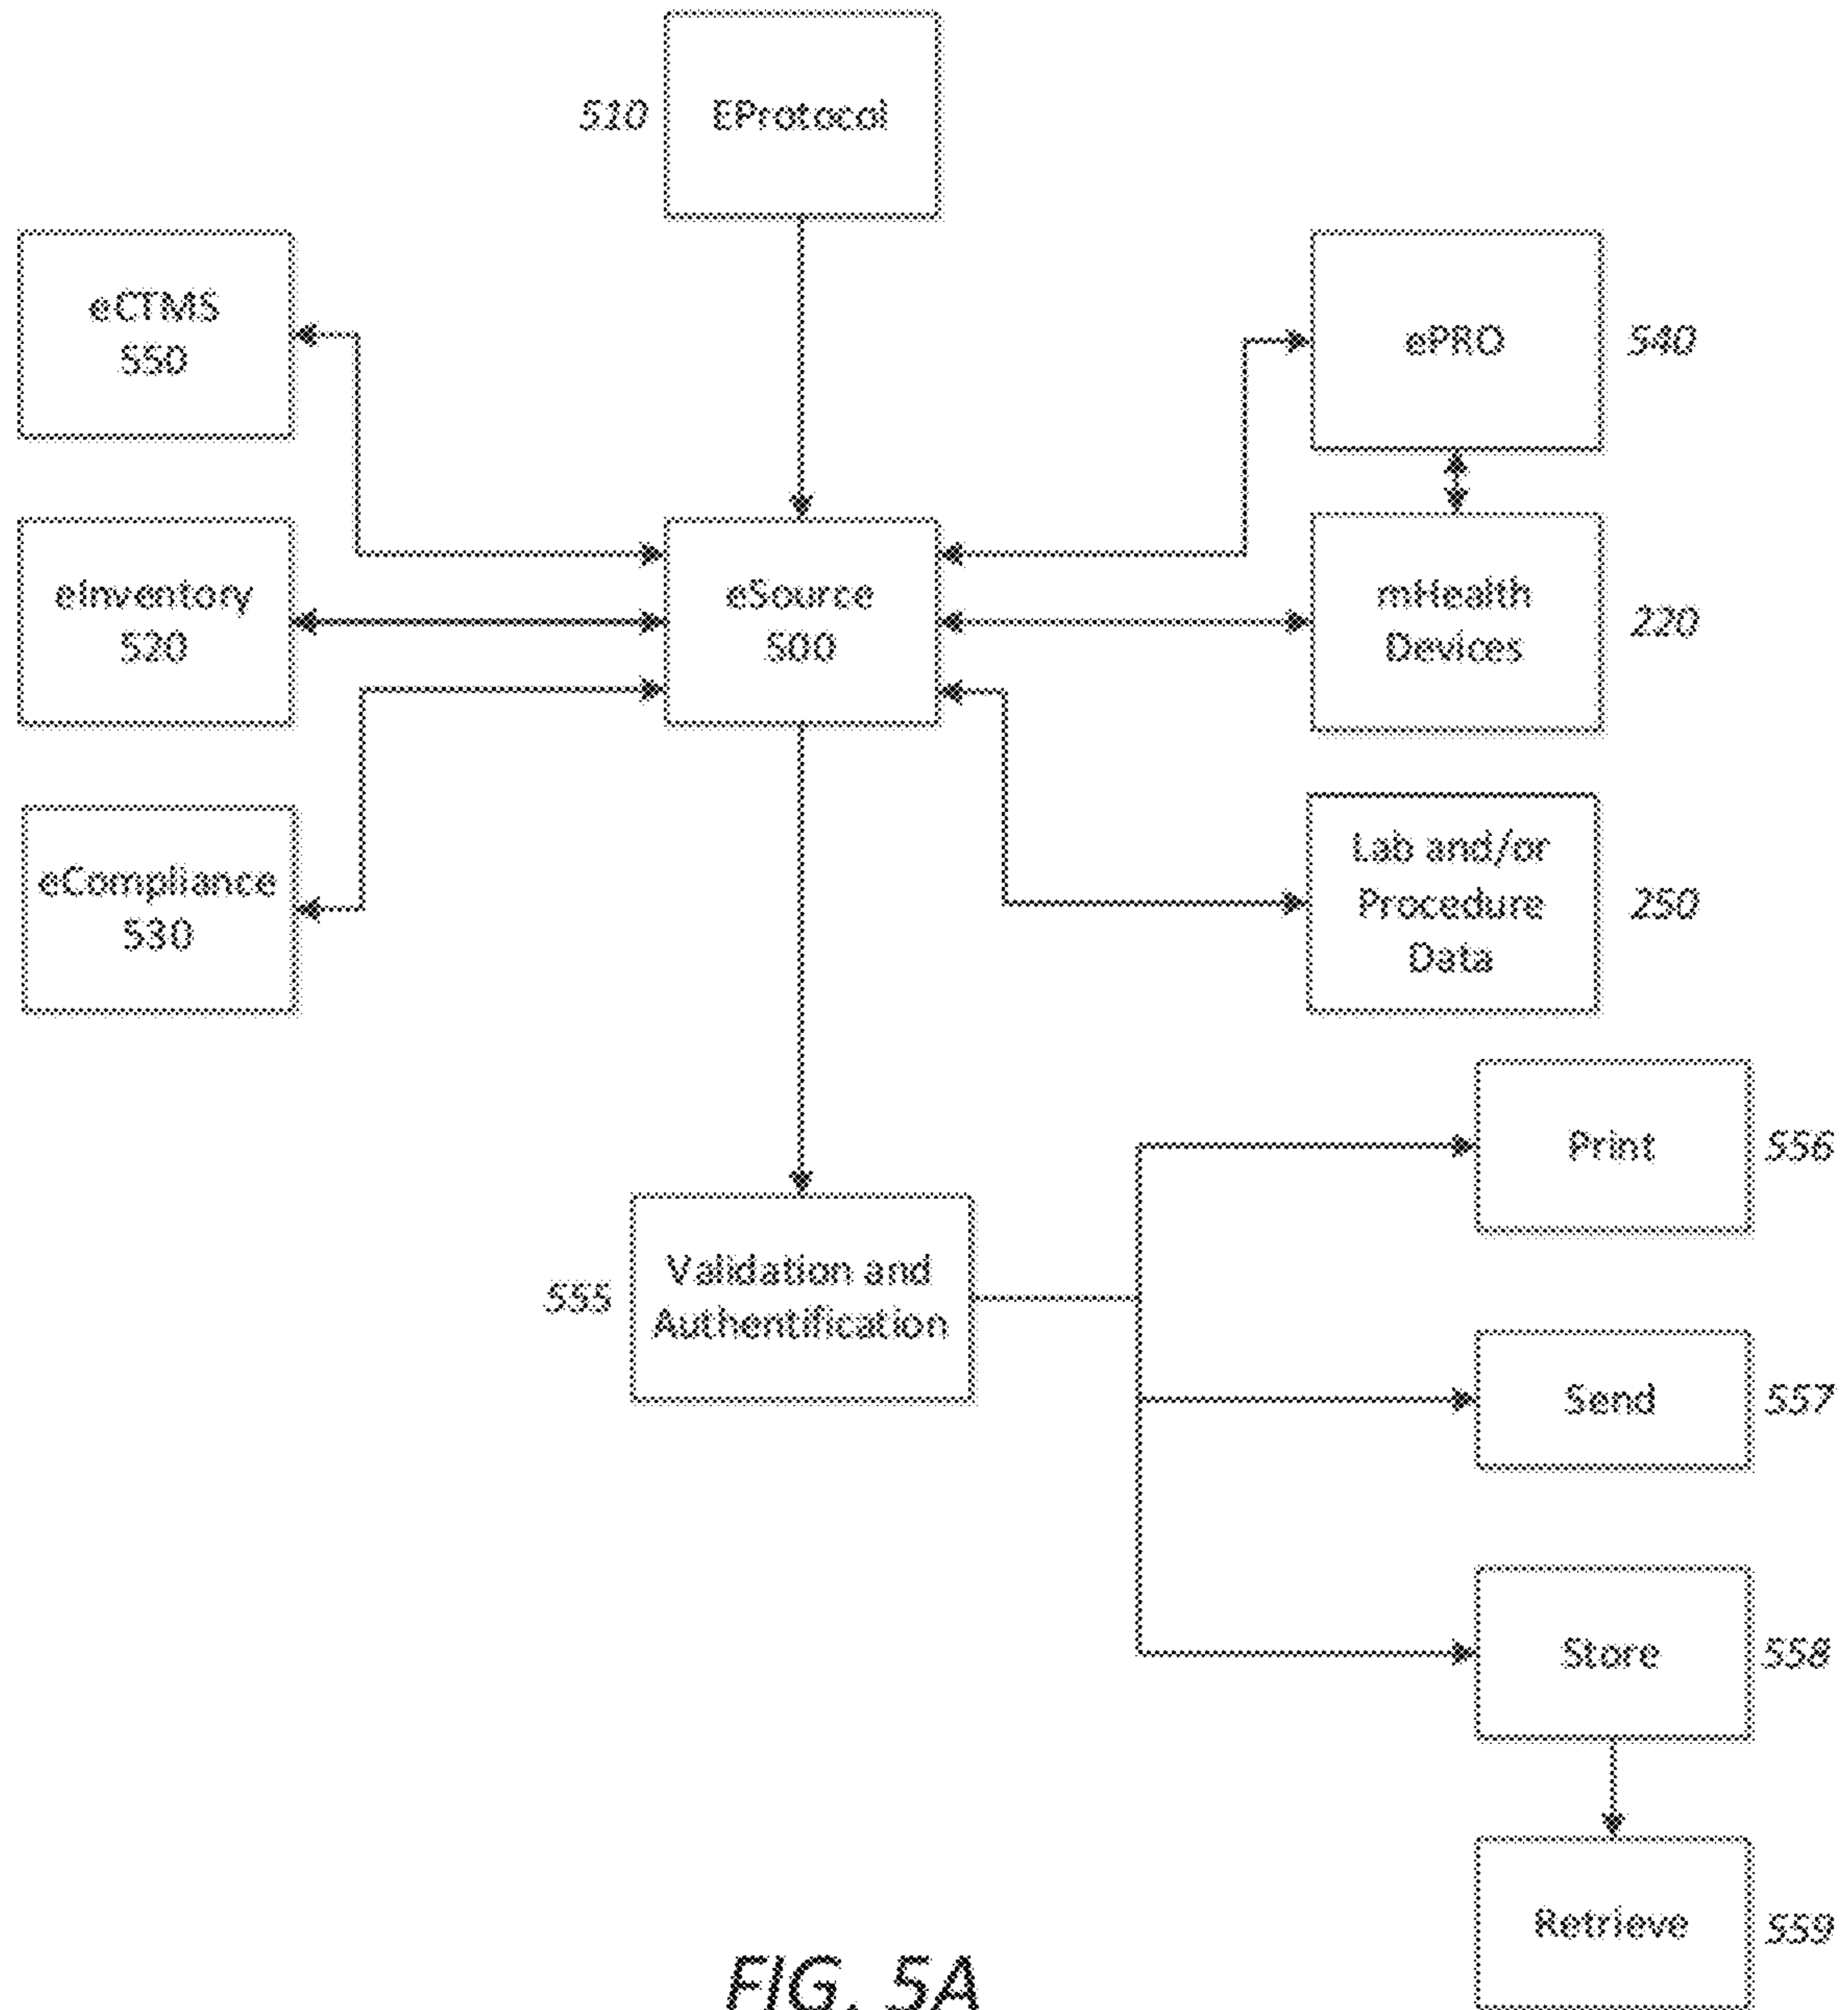 510 EProtocol
eCTMS
550
ePRO 540
eInventory
520
eSource
500
mHealth
Devices
220
eCompliance
530
Lab and/or
Procedure
Data
250
Print 556
555
Validation and
Authentification
Send 557
Store 558
Retrieve 559
FIG. 5A